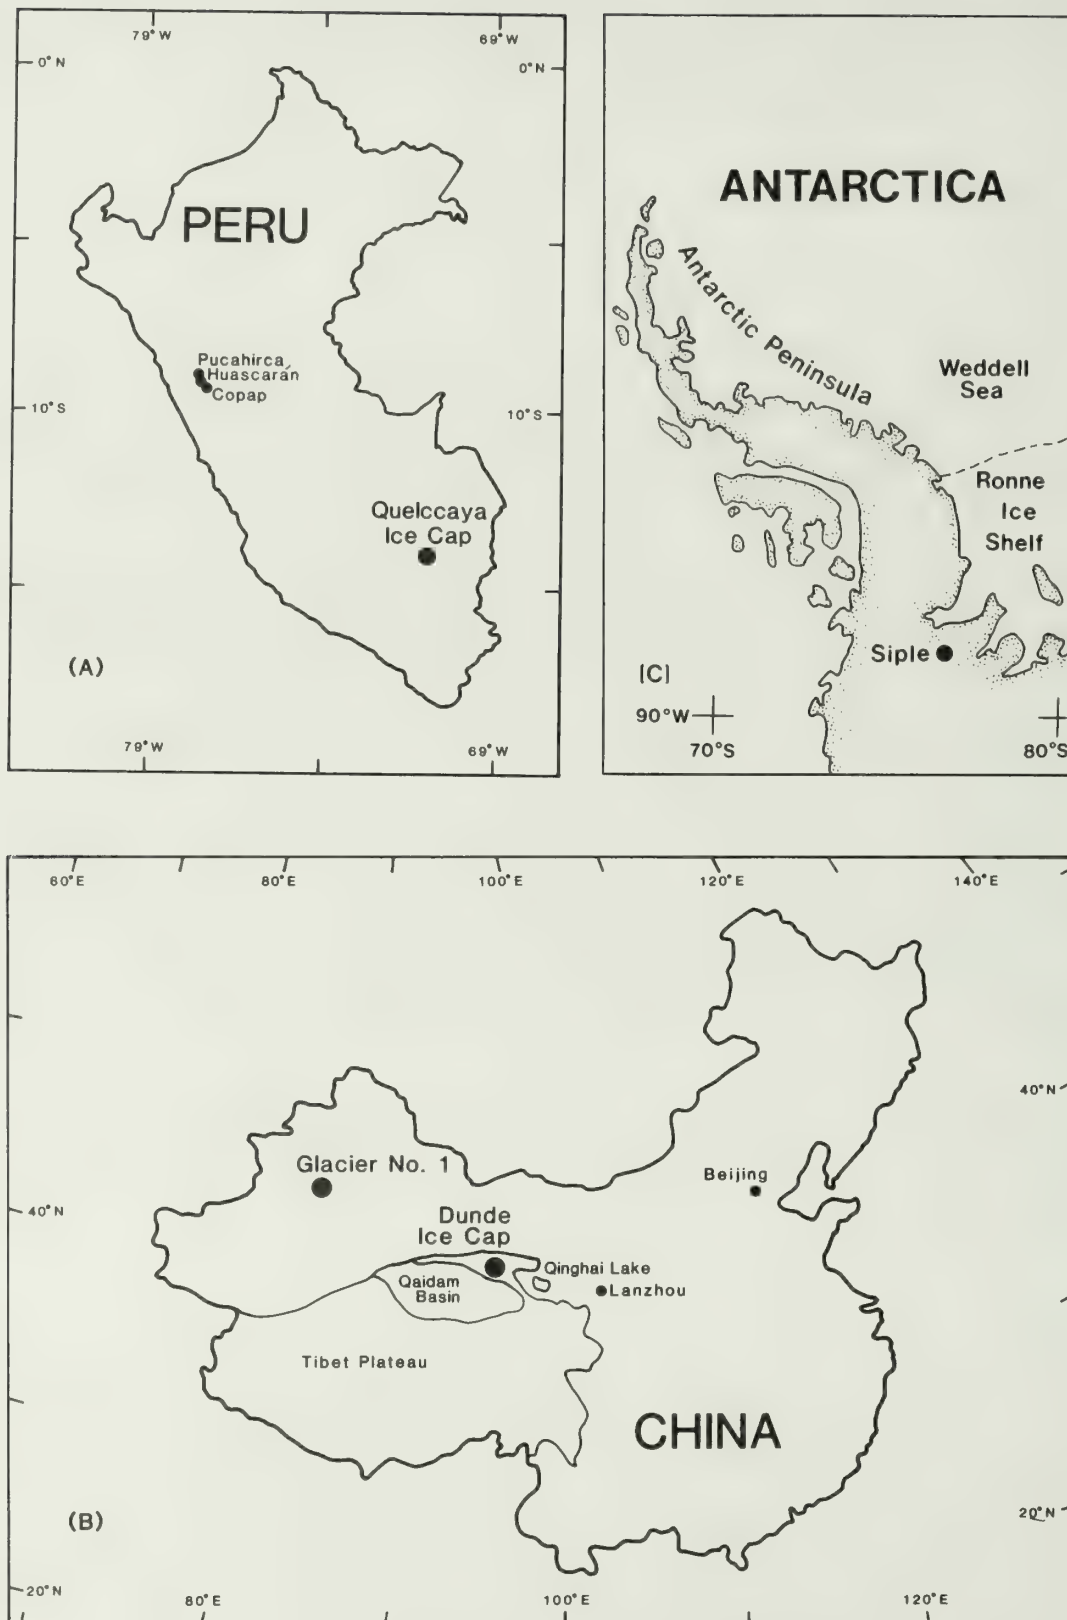 79°W
69°W
0°N
0°N
PERU
Pucahirca
Huascarán
Copap
10°S
10°S
Quelccaya
Ice Cap
(A)
79°W
69°W
ANTARCTICA
Antarctic Peninsula
Weddell
Sea
Ronne
Ice
Shelf
Siple
(C)
90°W
70°S
80°S
60°E
80°E
100°E
120°E
140°E
40°N
Glacier No. 1
Beijing
40°N
Dunde
Ice Cap
Qinghai Lake
Qaidam
Basin
Lanzhou
Tibet Plateau
CHINA
(B)
20°N
20°N
80°E
100°E
120°E